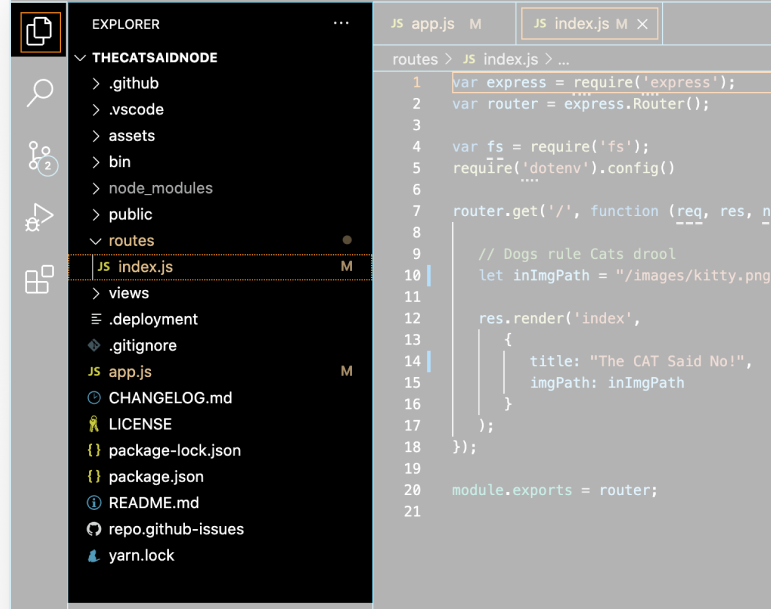 EXPLORER ...
THECATSAIDNODE
.github
.vscode
assets
bin
node_modules
public
routes
JS index.js M
views
.deployment
.gitignore
JS app.js M
CHANGELOG.md
LICENSE
{} package-lock.json
{} package.json
README.md
repo.github-issues
yarn.lock
2
JS app.js M
JS index.js M ×
routes > JS index.js > ...
1 var express = require('express');
2 var router = express.Router();
3
4 var fs = require('fs');
5 require('dotenv').config()
6
7 router.get('/', function (req, res, n
8
9 // Dogs rule Cats drool
10 let inImgPath = "/images/kitty.png
11
12 res.render('index',
13 {
14 title: "The CAT Said No!",
15 imgPath: inImgPath
16 }
17 );
18 });
19
20 module.exports = router;
21